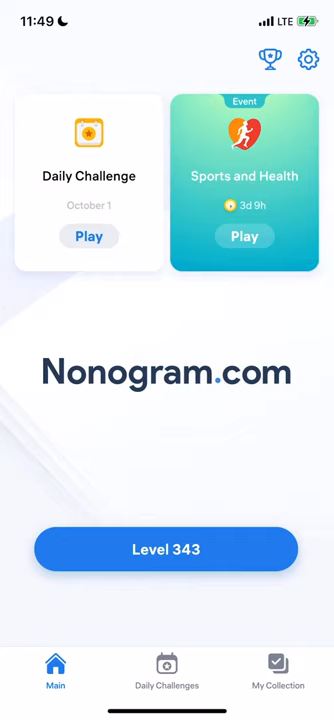 11:49
LTE
Event
Daily Challenge
October 1
Play
Sports and Health
3d 9h
Play
Nonogram.com
Level 343
Main
Daily Challenges
My Collection